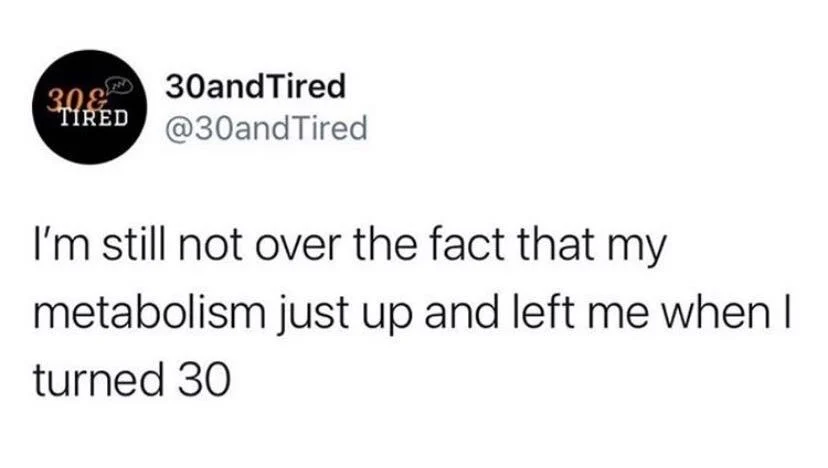 30&
TIRED
30andTired
@30andTired
I'm still not over the fact that my
metabolism just up and left me when I
turned 30